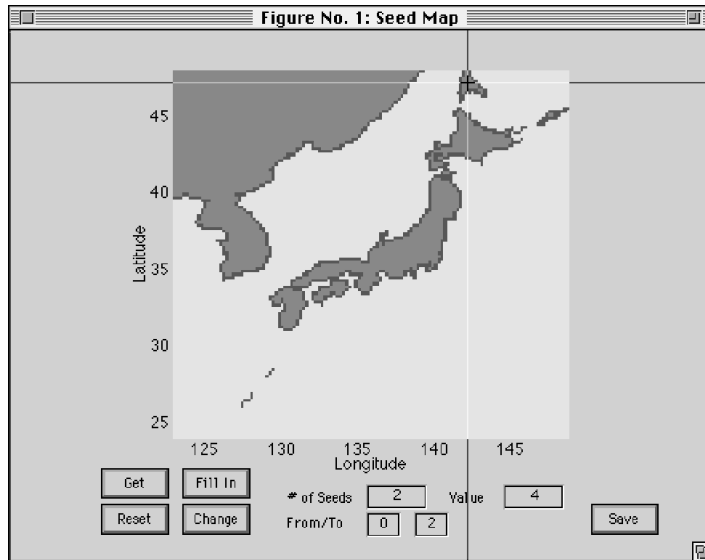 Figure No. 1: Seed Map
45
40
35
30
25
Latitude
125 130 135 140 145
Longitude
Get Fill In
# of Seeds 2 Value 4
Reset Change
From/To 0 2
Save